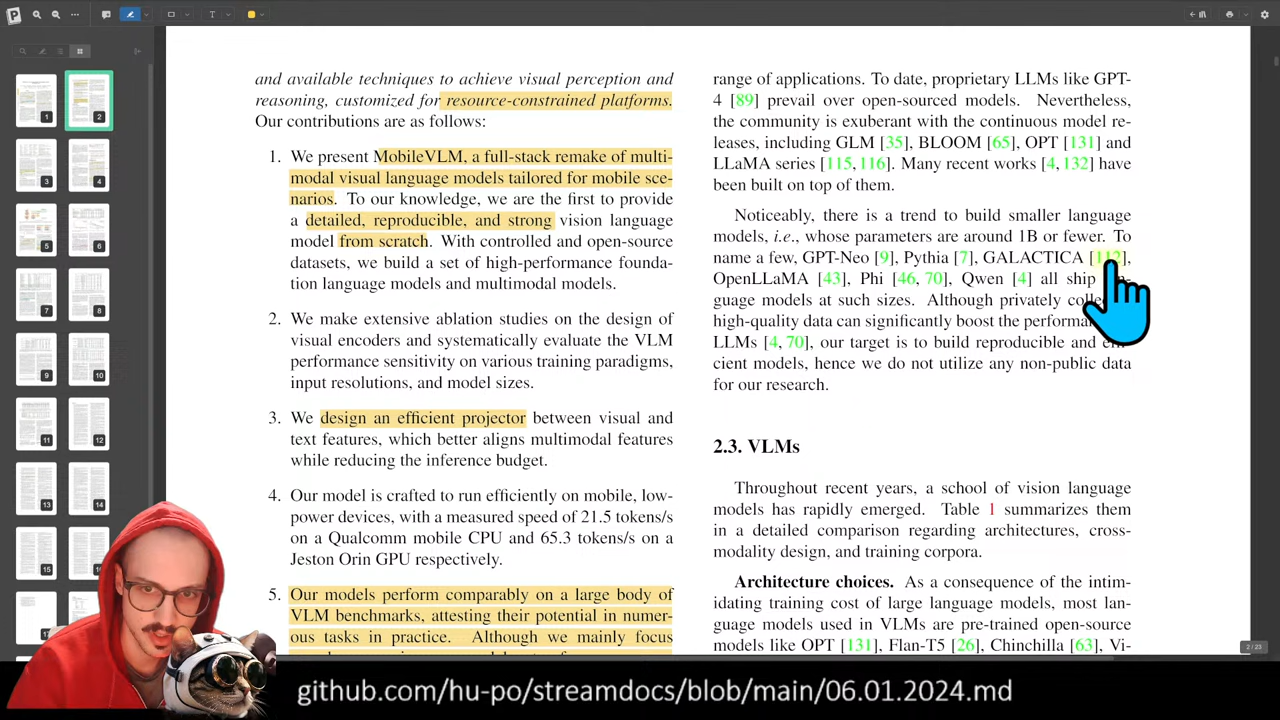 and available techniques to achieve visual perception and
reasoning, customized for resource-constrained platforms.
Our contributions are as follows:
1. We present MobileVLM, a full-stack remake of multi-
modal visual language models tailored for mobile sce-
narios. To our knowledge, we are the first to provide
a detailed, reproducible, and strong vision language
model from scratch. With controlled and open-source
datasets, we build a set of high-performance founda-
tion language models and multimodal models.
2. We make extensive ablation studies on the design of
visual encoders and systematically evaluate the VLM
performance sensitivity on various training paradigms,
input resolutions, and model sizes.
3. We design an efficient projector between visual and
text features, which better aligns multimodal features
while reducing the inference budget.
4. Our model is crafted to run efficiently on mobile, low-
power devices, with a measured speed of 21.5 tokens/s
on a Qualcomm mobile CPU and 65.3 tokens/s on a
Jeston Orin GPU respectively.
5. Our models perform comparably on a large body of
VLM benchmarks, attesting their potential in numer-
ous tasks in practice. Although we mainly focus
range of applications. To date, proprietary LLMs like GPT-
4 [89] prevail over open-sourced models. Nevertheless,
the community is exuberant with the continuous model re-
leases, including GLM [35], BLOOM [65], OPT [131] and
LLaMA series [115, 116]. Many recent works [4, 132] have
been built on top of them.
Noticeably, there is a trend to build smaller language
models, i.e., whose parameters are around 1B or fewer. To
name a few, GPT-Neo [9], Pythia [7], GALACTICA [112],
OpenLLaMA [43], Phi [46, 70], Qwen [4] all ship
guage models at such sizes. Although privately
high-quality data can significantly boost the
LLMs [4, 70], our target is to build reproducible and
cient models, hence we do not utilize any non-public data
for our research.
2.3. VLMs
Throughout recent years, a school of vision language
models has rapidly emerged. Table 1 summarizes them
in a detailed comparison regarding architectures, cross-
modality design, and training corpora.
Architecture choices. As a consequence of the intim-
idating training cost of large language models, most lan-
guage models used in VLMs are pre-trained open-source
models like OPT [131], Flan-T5 [26], Chinchilla [63], Vi-
1
2
3
4
5
6
7
8
9
10
11
12
13
14
15
2 / 23
github.com/hu-po/streamdocs/blob/main/06.01.2024.md